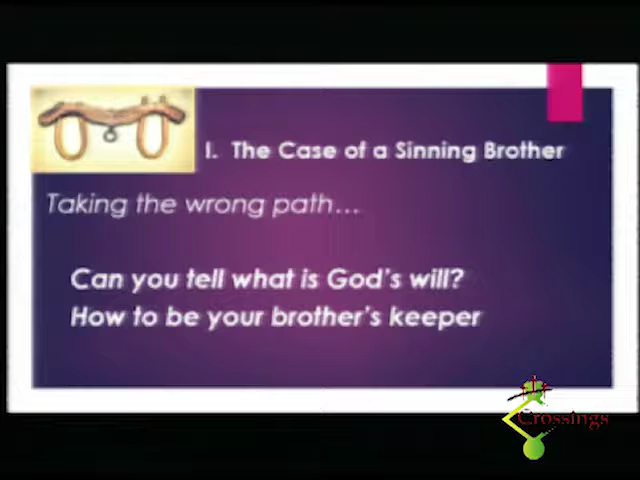 I. The Case of a Sinning Brother
Taking the wrong path...
Can you tell what is God's will?
How to be your brother's keeper
Crossings